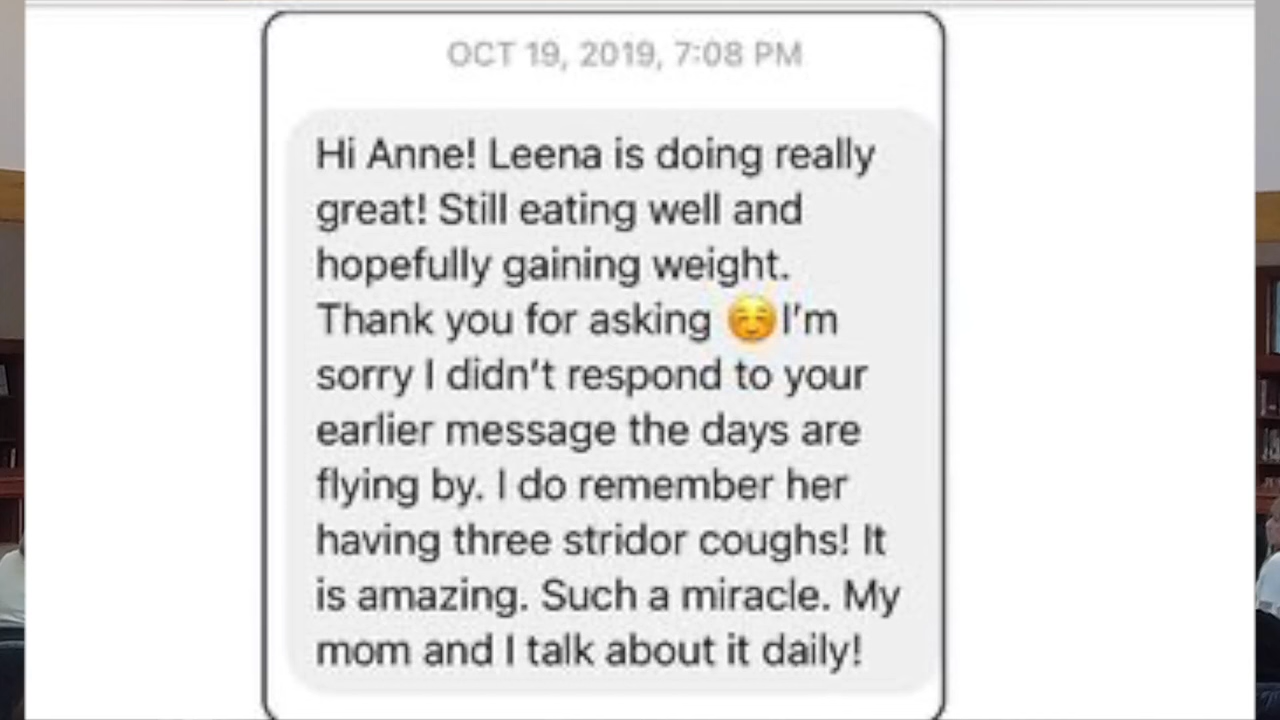 OCT 19, 2019, 7:08 PM
Hi Anne! Leena is doing really
great! Still eating well and
hopefully gaining weight.
Thank you for asking ☺️I’m
sorry I didn’t respond to your
earlier message the days are
flying by. I do remember her
having three stridor coughs! It
is amazing. Such a miracle. My
mom and I talk about it daily!